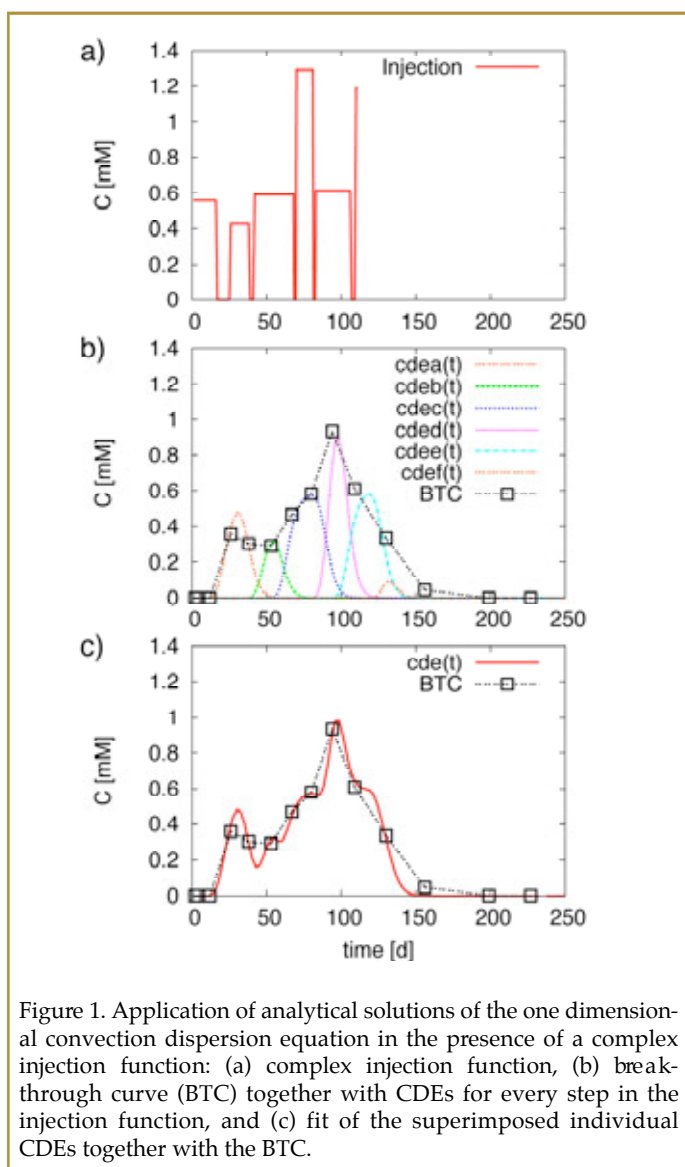 a)
1.4
1.2
1
0.8
0.6
0.4
0.2
0
C [mM]
Injection
0 50 100 150 200 250
b)
1.4
1.2
1
0.8
0.6
0.4
0.2
0
C [mM]
cdea(t)
cdeb(t)
cdec(t)
cded(t)
cdee(t)
cdef(t)
BTC
0 50 100 150 200 250
c)
1.4
1.2
1
0.8
0.6
0.4
0.2
0
C [mM]
cde(t)
BTC
0 50 100 150 200 250
time [d]
Figure 1. Application of analytical solutions of the one dimension-
al convection dispersion equation in the presence of a complex
injection function: (a) complex injection function, (b) break-
through curve (BTC) together with CDEs for every step in the
injection function, and (c) fit of the superimposed individual
CDEs together with the BTC.